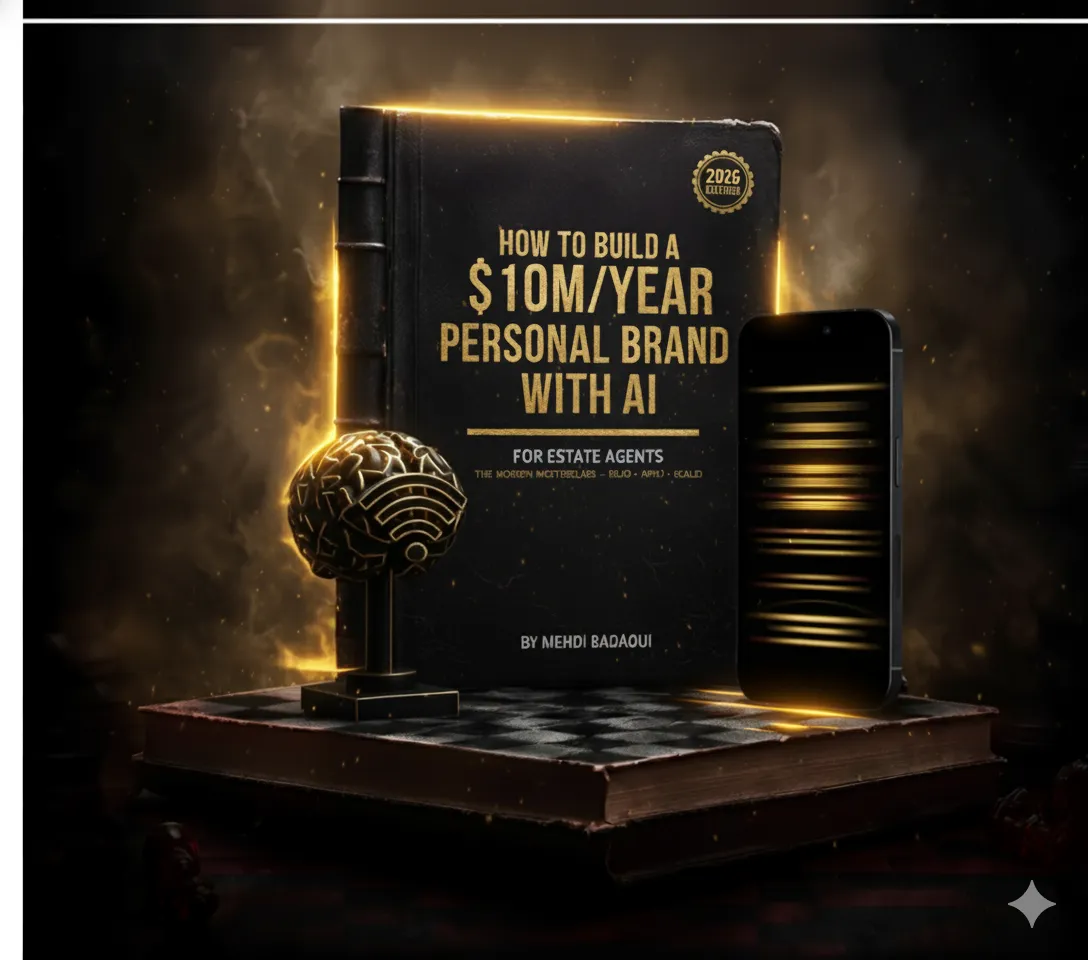 2026
HOW TO BUILD A
$10M/YEAR
PERSONAL BRAND
WITH AI
FOR ESTATE AGENTS
BY MEHDI BADAOUI